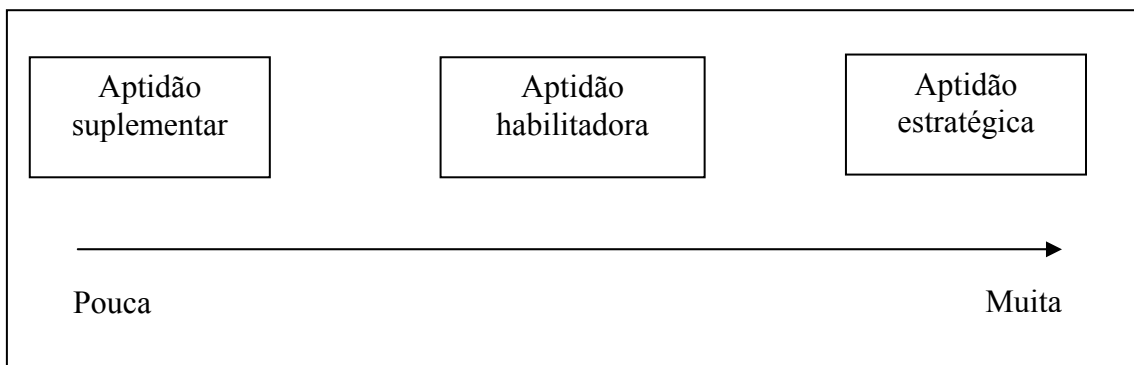 Aptidão
suplementar
Aptidão
habilitadora
Aptidão
estratégica
Pouca
Muita